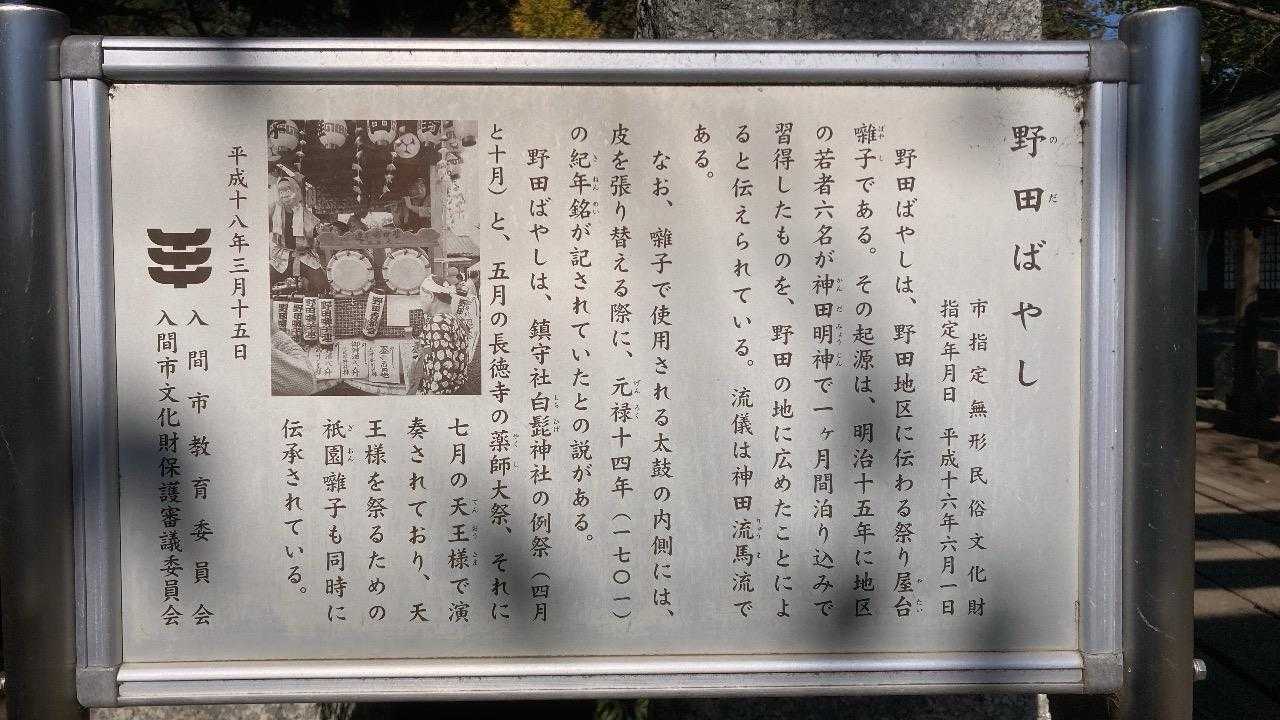 野田ばやし
市指定無形民俗文化財
指定年月日 平成十六年六月一日
野田ばやしは、野田地区に伝わる祭り屋台
囃子である。その起源は、明治十五年に地区
の若者六名が神田明神で一ヶ月間泊り込みで
習得したものを、野田の地に広めたことによ
ると伝えられている。流儀は神田流馬流で
ある。
なお、囃子で使用される太鼓の内側には、
皮を張り替える際に、元禄十四年（一七〇一）
の紀年銘が記されていたとの説がある。
野田ばやしは、鎮守社白髭神社の例祭（四月
と十月）と、五月の長徳寺の薬師大祭、それに
七月の天王様で演
奏されており、天
王様を祭るための
祇園囃子も同時に
伝承されている。
平成十八年三月十五日
入間市教育委員会
入間市文化財保護審議委員会